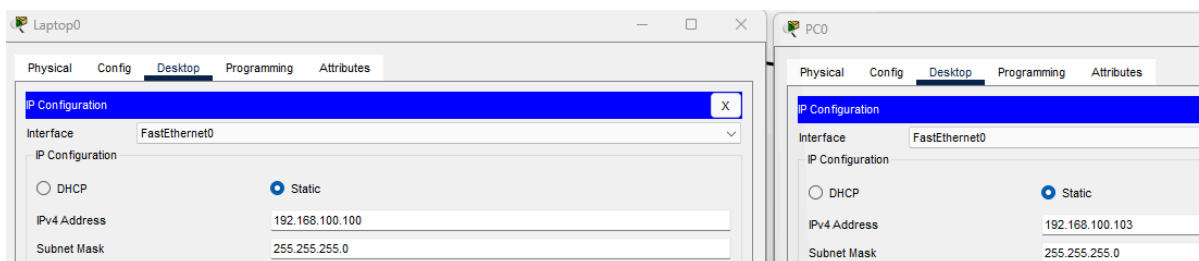 Laptop0
Physical Config Desktop Programming Attributes
IP Configuration X
Interface FastEthernet0
IP Configuration
DHCP Static
IPv4 Address 192.168.100.100
Subnet Mask 255.255.255.0
PC0
Physical Config Desktop Programming Attributes
IP Configuration
Interface FastEthernet0
IP Configuration
DHCP Static
IPv4 Address 192.168.100.103
Subnet Mask 255.255.255.0